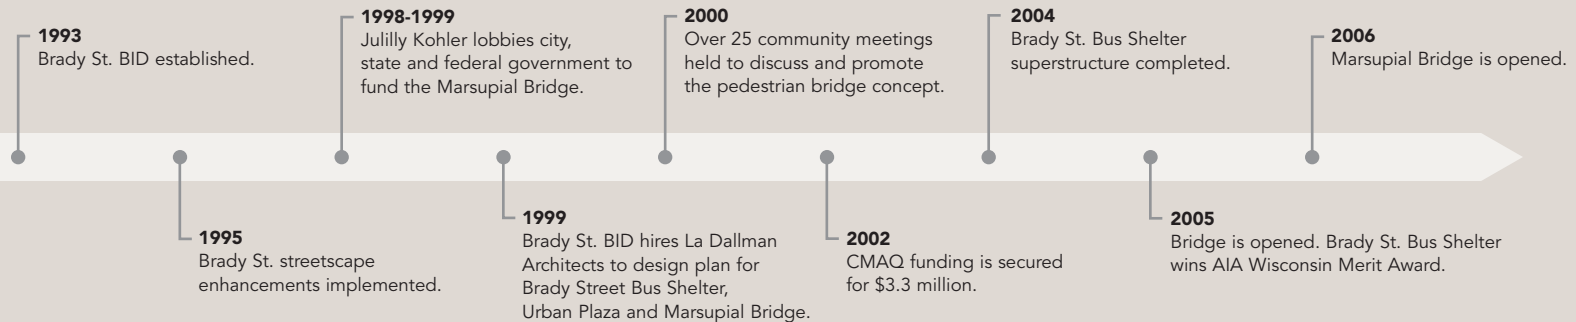 1993
Brady St. BID established.
1995
Brady St. streetscape
enhancements implemented.
1998-1999
Julilly Kohler lobbies city,
state and federal government to
fund the Marsupial Bridge.
1999
Brady St. BID hires La Dallman
Architects to design plan for
Brady Street Bus Shelter,
Urban Plaza and Marsupial Bridge.
2000
Over 25 community meetings
held to discuss and promote
the pedestrian bridge concept.
2002
CMAQ funding is secured
for $3.3 million.
2004
Brady St. Bus Shelter
superstructure completed.
2005
Bridge is opened. Brady St. Bus Shelter
wins AIA Wisconsin Merit Award.
2006
Marsupial Bridge is opened.